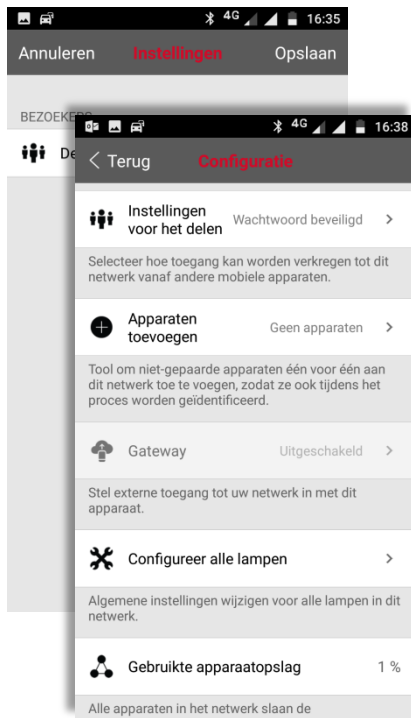 4G 16:35
Annuleren Instellingen Opslaan
BEZOEKERS
De
4G 16:38
Terug Configuratie
Instellingen
voor het delen
Wachtwoord beveiligd
Selecteer hoe toegang kan worden verkregen tot dit
netwerk vanaf andere mobiele apparaten.
Apparaten
toevoegen
Geen apparaten
Tool om niet-gepaarde apparaten één voor één aan
dit netwerk toe te voegen, zodat ze ook tijdens het
proces worden geïdentificeerd.
Gateway Uitgeschakeld
Stel externe toegang tot uw netwerk in met dit
apparaat.
Configureer alle lampen
Algemene instellingen wijzigen voor alle lampen in dit
netwerk.
Gebruikte apparaatopslag 1 %
Alle apparaten in het netwerk slaan de